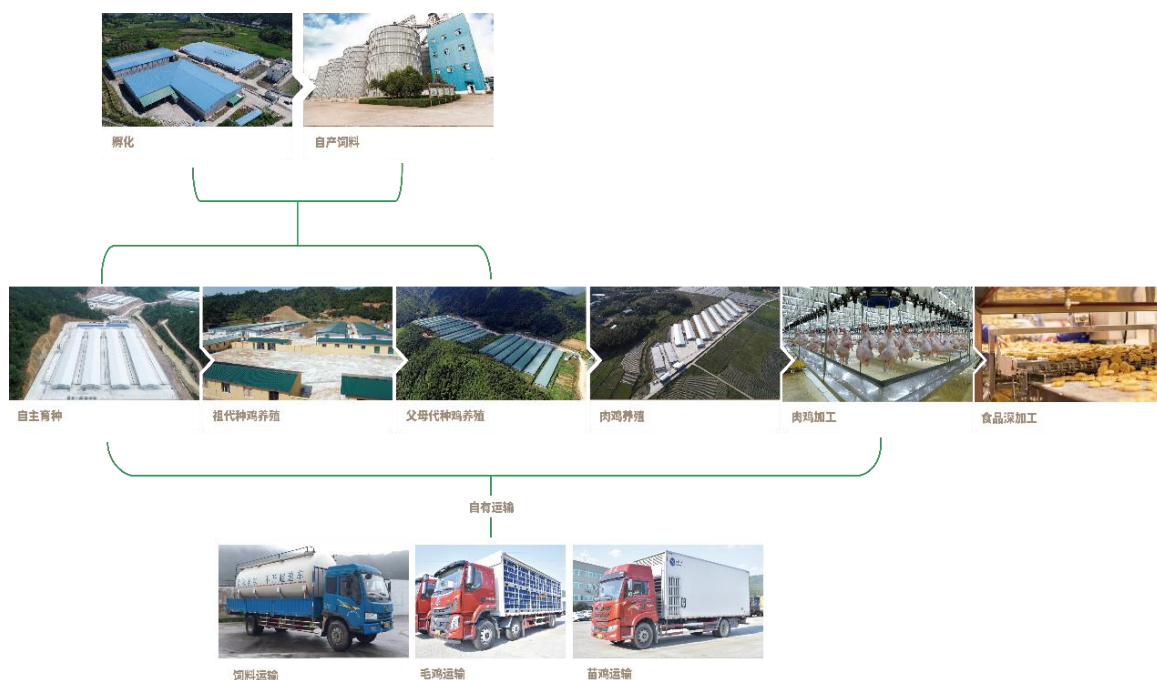 孵化
自产饲料
自主育种
祖代种鸡养殖
父母代种鸡养殖
肉鸡养殖
肉鸡加工
食品深加工
自有运输
饲料运输
毛鸡运输
苗鸡运输